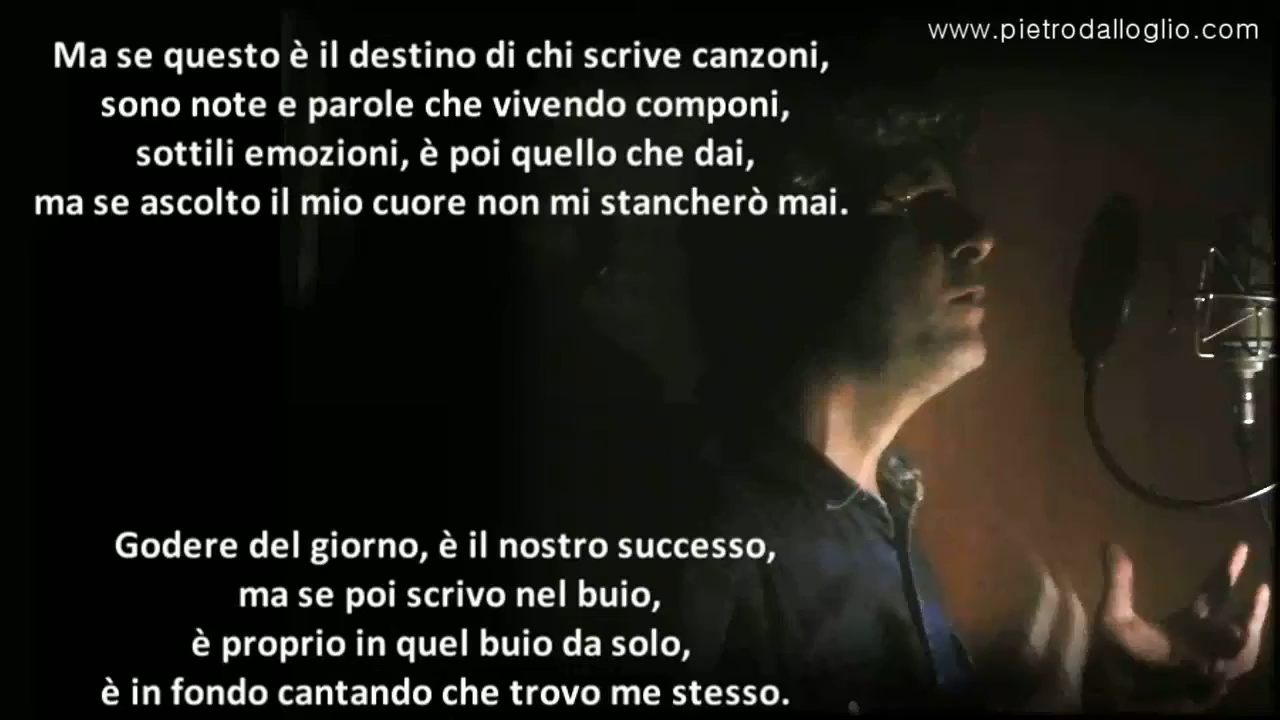 www.pietrodalloglio.com
Ma se questo è il destino di chi scrive canzoni,
sono note e parole che vivendo componi,
sottili emozioni, è poi quello che dai,
ma se ascolto il mio cuore non mi stancherò mai.
Godere del giorno, è il nostro successo,
ma se poi scrivo nel buio,
è proprio in quel buio da solo,
è in fondo cantando che trovo me stesso.